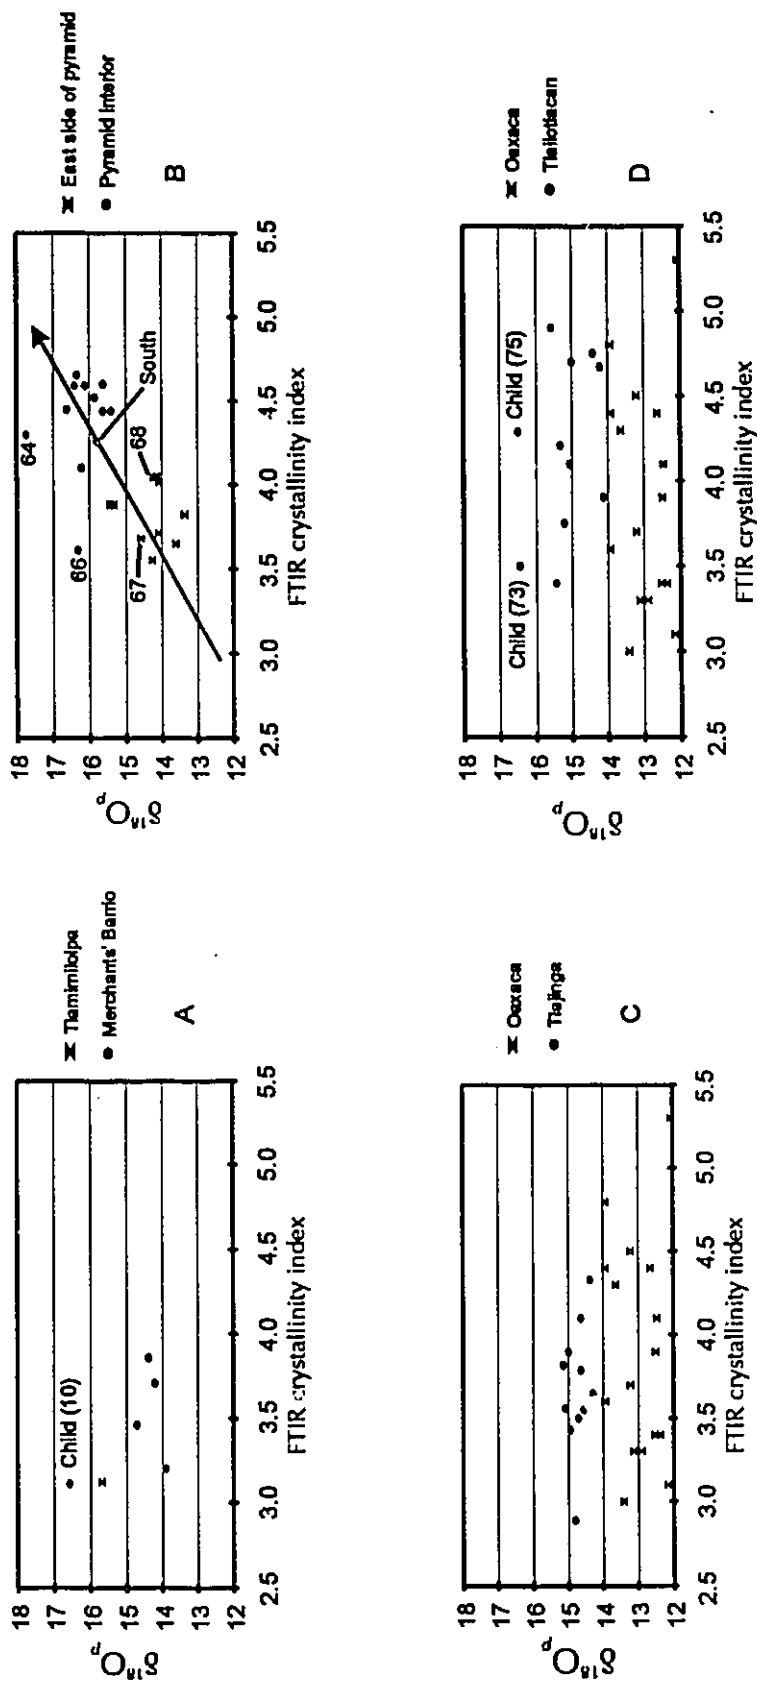 18
17
16
15
14
13
12
δ¹⁸Oₚ
2.5 3.0 3.5 4.0 4.5 5.0 5.5
FTIR crystallinity index
Child (10)
Tlamimilolpa
Merchants' Barrio
A
18
17
16
15
14
13
12
δ¹⁸Oₚ
2.5 3.0 3.5 4.0 4.5 5.0 5.5
FTIR crystallinity index
64
66
67
68
South
East side of pyramid
Pyramid Interior
B
18
17
16
15
14
13
12
δ¹⁸Oₚ
2.5 3.0 3.5 4.0 4.5 5.0 5.5
FTIR crystallinity index
Oaxaca
Tlajinga
C
18
17
16
15
14
13
12
δ¹⁸Oₚ
2.5 3.0 3.5 4.0 4.5 5.0 5.5
FTIR crystallinity index
Child (73)
Child (75)
Oaxaca
Tlailotlacan
D